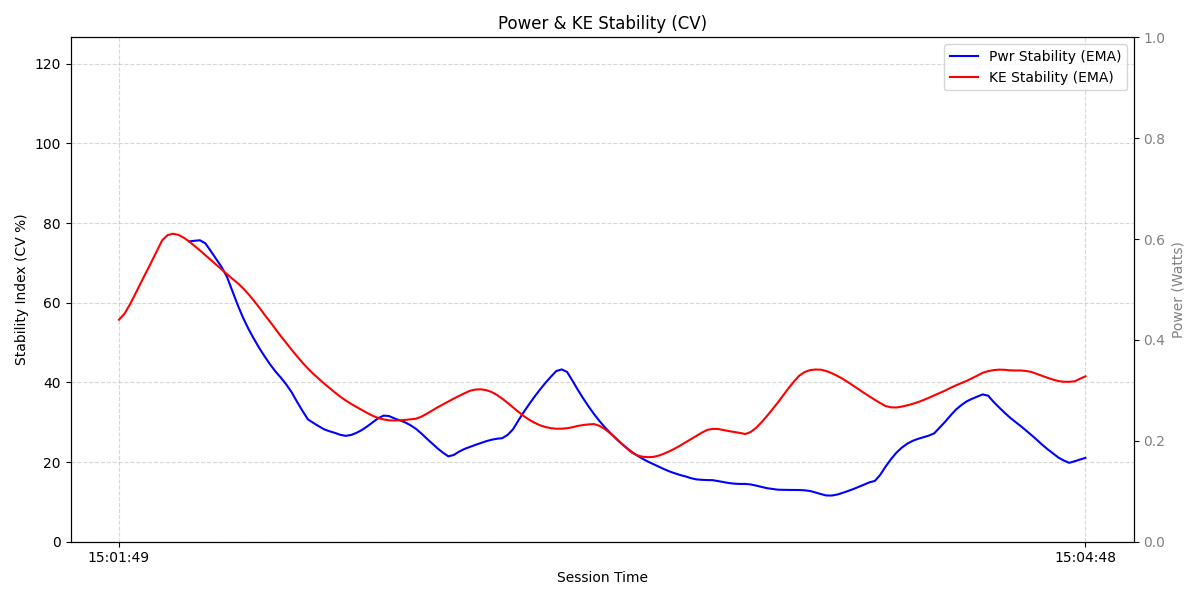 Power & KE Stability (CV)
Pwr Stability (EMA)
KE Stability (EMA)
Stability Index (CV %)
120
100
80
60
40
20
0
1.0
0.8
0.6
0.4
0.2
0.0
Power (Watts)
15:01:49
15:04:48
Session Time